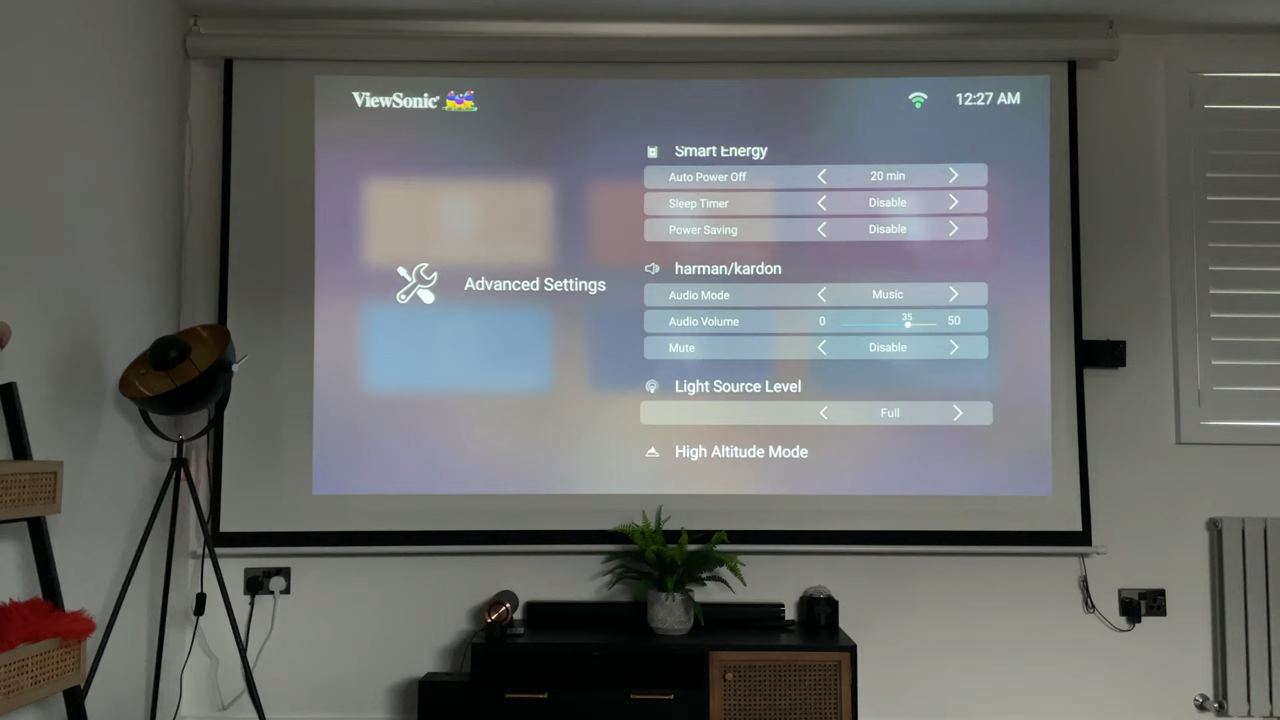 ViewSonic
12:27 AM
Smart Energy
Auto Power Off 20 min
Sleep Timer Disable
Power Saving Disable
harman/kardon
Advanced Settings
Audio Mode Music
Audio Volume 0 35 50
Mute Disable
Light Source Level
Full
High Altitude Mode